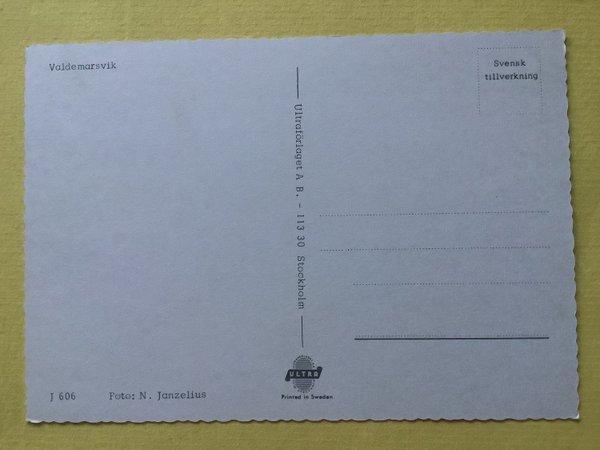 Valdemarsvik
Svensk
tillverkning
Ultraförlaget A B. - 113 30 Stockholm
ULTRA
Printed in Sweden
J 606 Foto: N. Janzelius